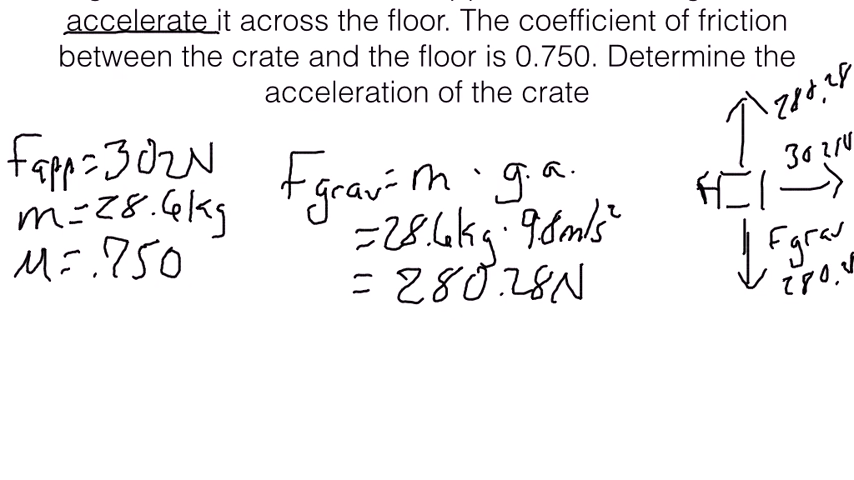 accelerate it across the floor. The coefficient of friction
between the crate and the floor is 0.750. Determine the
acceleration of the crate
Fapp=302N
m=28.6kg
μ=.750
Fgrav=m · g.a.
=28.6kg · 9.8m/s²
=280.28N
280.28
302N
Fgrav
280.2